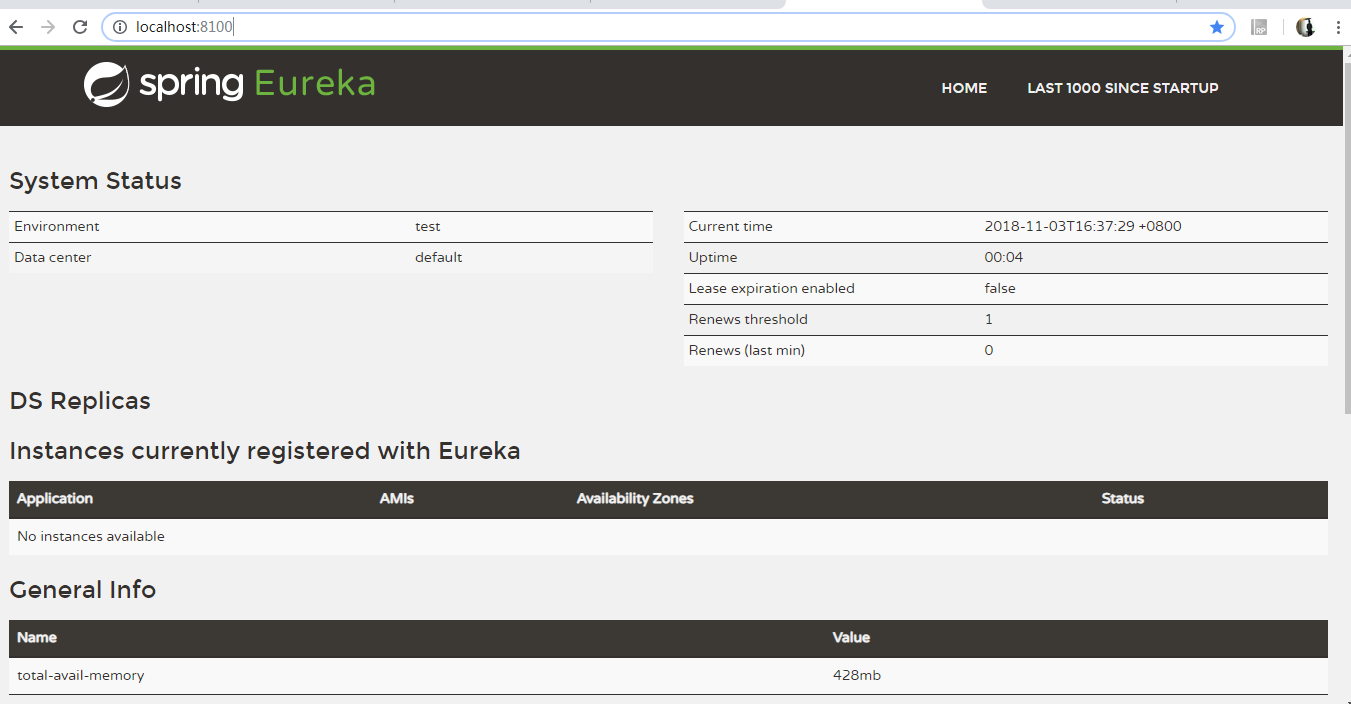 localhost:8100
spring Eureka
HOME LAST 1000 SINCE STARTUP
System Status
Environment test
Data center default
Current time 2018-11-03T16:37:29 +0800
Uptime 00:04
Lease expiration enabled false
Renews threshold 1
Renews (last min) 0
DS Replicas
Instances currently registered with Eureka
Application AMIs Availability Zones Status
No instances available
General Info
Name Value
total-avail-memory 428mb